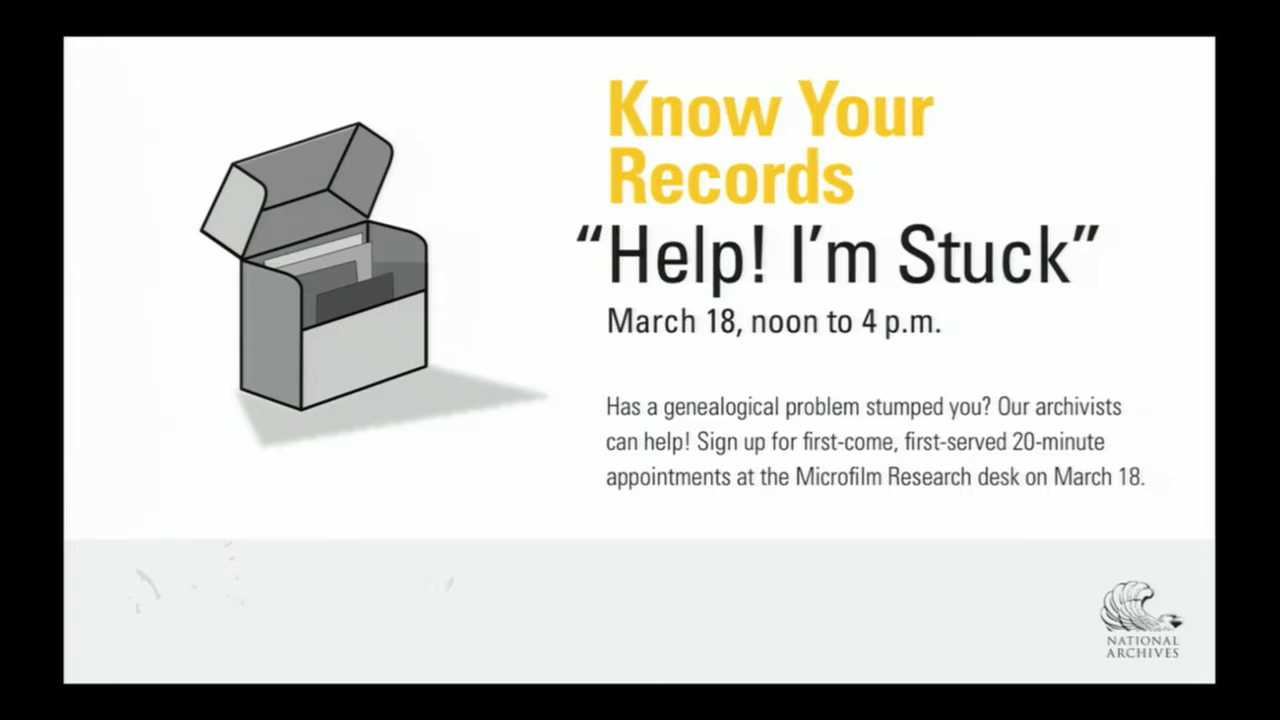 Know Your
Records
“Help! I’m Stuck”
March 18, noon to 4 p.m.
Has a genealogical problem stumped you? Our archivists
can help! Sign up for first-come, first-served 20-minute
appointments at the Microfilm Research desk on March 18.
NATIONAL
ARCHIVES